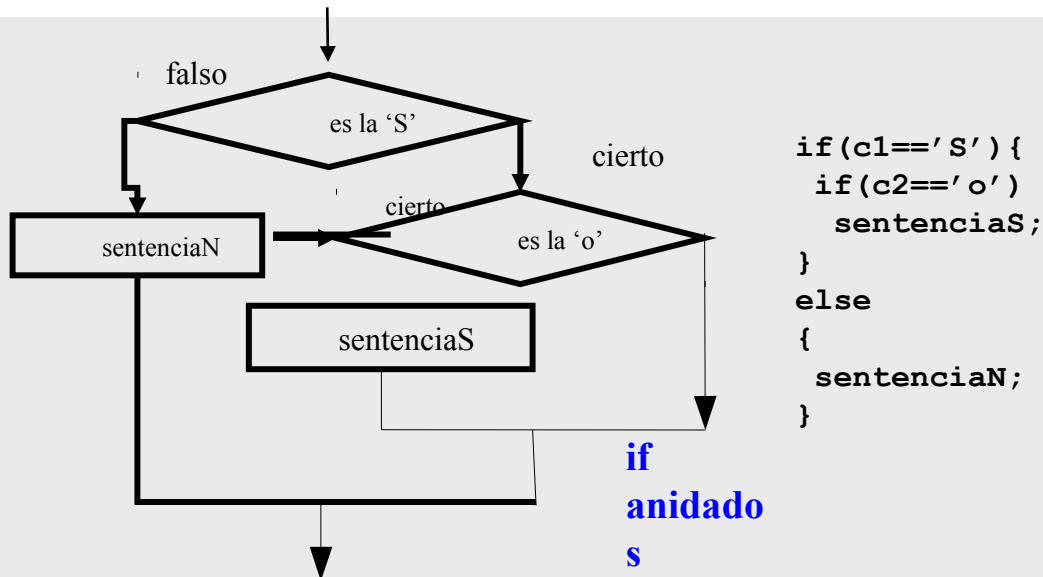 falso
es la ‘S’
cierto
cierto
sentenciaN
es la ‘o’
sentenciaS
if(c1==’S’){
if(c2==’o’)
sentenciaS;
}
else
{
sentenciaN;
}
if
anidado
s